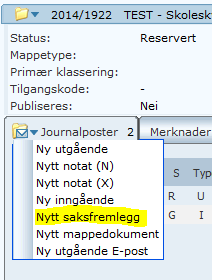 2014/1922 TEST - Skolesk
Status: Reservert
Mappetype:
Primær klassering:
Tilgangskode: -
Publiseres: Nei
Journalposter 2 Merknader
Ny utgående
Nytt notat (N)
Nytt notat (X)
Ny inngående
Nytt saksfremlegg
Nytt mappedokument
Ny utgående E-post
S Typ
R U
G I